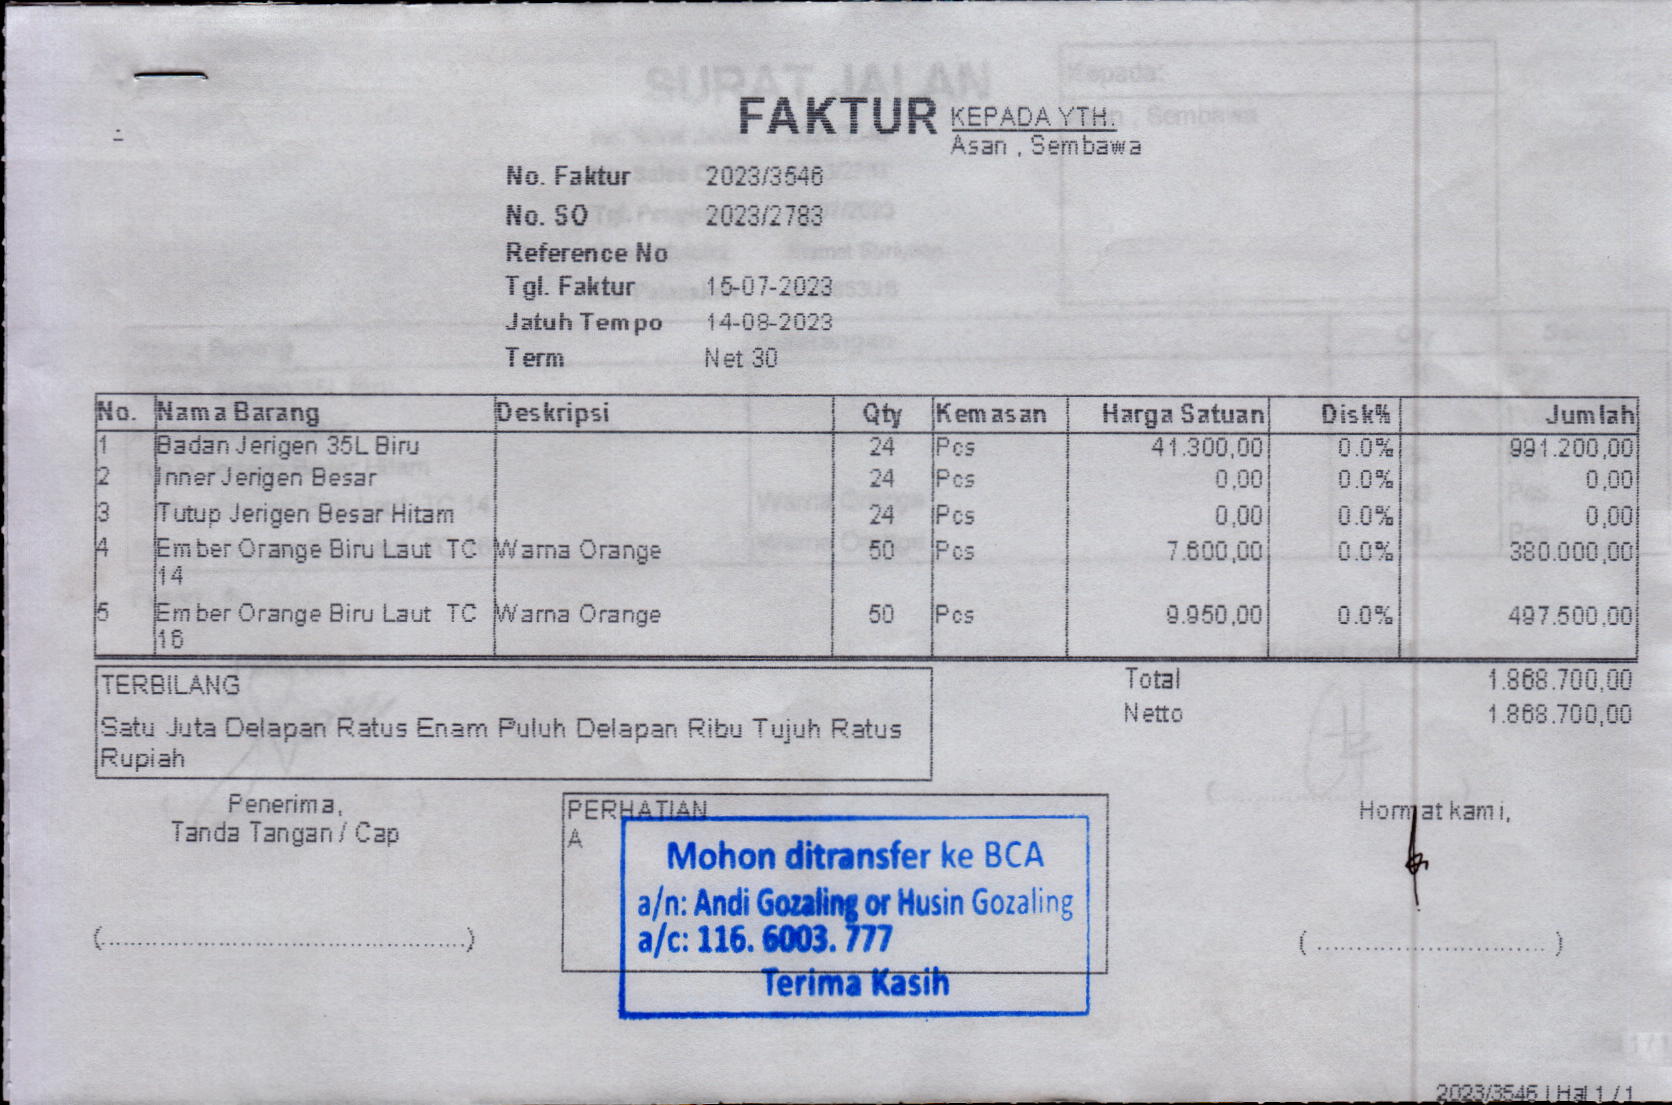 FAKTUR
KEPADA YTH.
Asan , Sembawa
No. Faktur 2023/3546
No. SO 2023/2783
Reference No
Tgl. Faktur 15-07-2023
Jatuh Tempo 14-08-2023
Term Net 30
No. Nama Barang Deskripsi Qty Kemasan Harga Satuan Disk% Jumlah
1 Badan Jerigen 35L Biru 24 Pcs 41.300,00 0.0% 991.200,00
2 Inner Jerigen Besar 24 Pcs 0,00 0.0% 0,00
3 Tutup Jerigen Besar Hitam 24 Pcs 0,00 0.0% 0,00
4 Ember Orange Biru Laut TC Warna Orange 50 Pcs 7.600,00 0.0% 380.000,00
14
5 Ember Orange Biru Laut TC Warna Orange 50 Pcs 9.950,00 0.0% 497.500,00
16
TERBILANG
Satu Juta Delapan Ratus Enam Puluh Delapan Ribu Tujuh Ratus
Rupiah
Total 1.868.700,00
Netto 1.868.700,00
Penerima,
Tanda Tangan / Cap
(..............................................)
PERHATIAN
A
Mohon ditransfer ke BCA
a/n: Andi Gozaling or Husin Gozaling
a/c: 116. 6003. 777
Terima Kasih
Hormat kami,
( ............................. )
2023/3546 | Hal 1 / 1